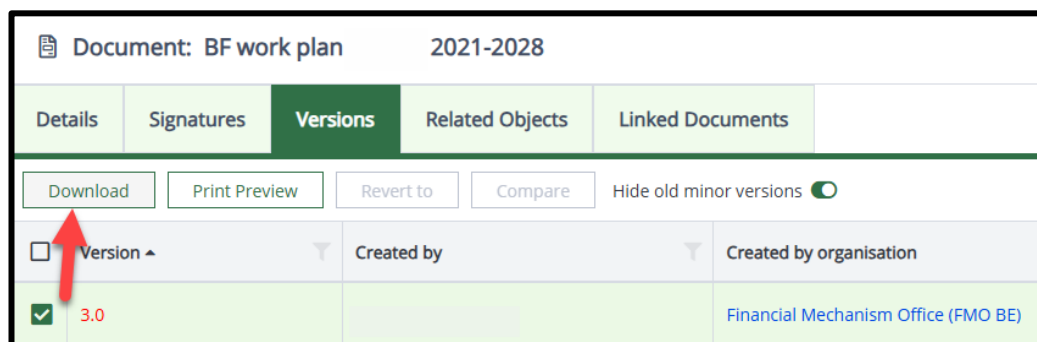 Document: BF work plan 2021-2028
Details Signatures Versions Related Objects Linked Documents
Download Print Preview Revert to Compare Hide old minor versions
Version Created by Created by organisation
3.0 Financial Mechanism Office (FMO BE)